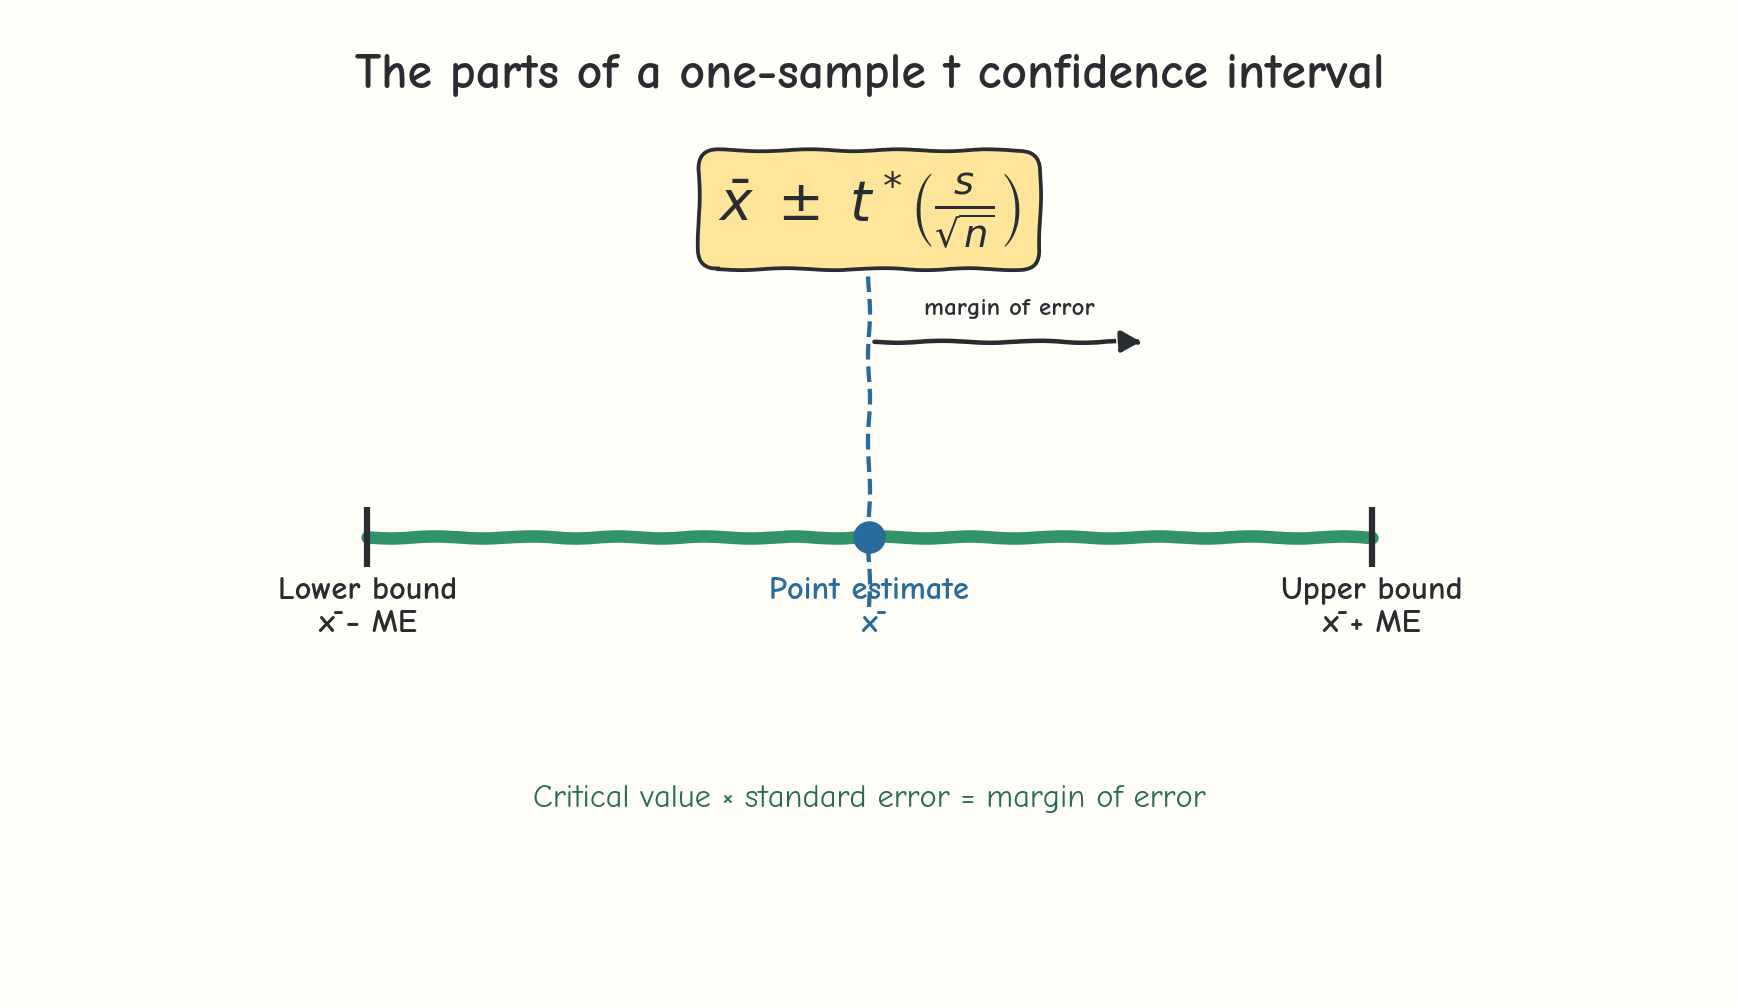 The parts of a one-sample t confidence interval
x̄ ± t* (s/√n)
margin of error
Lower bound
x̄ - ME
Point estimate
x̄
Upper bound
x̄ + ME
Critical value × standard error = margin of error